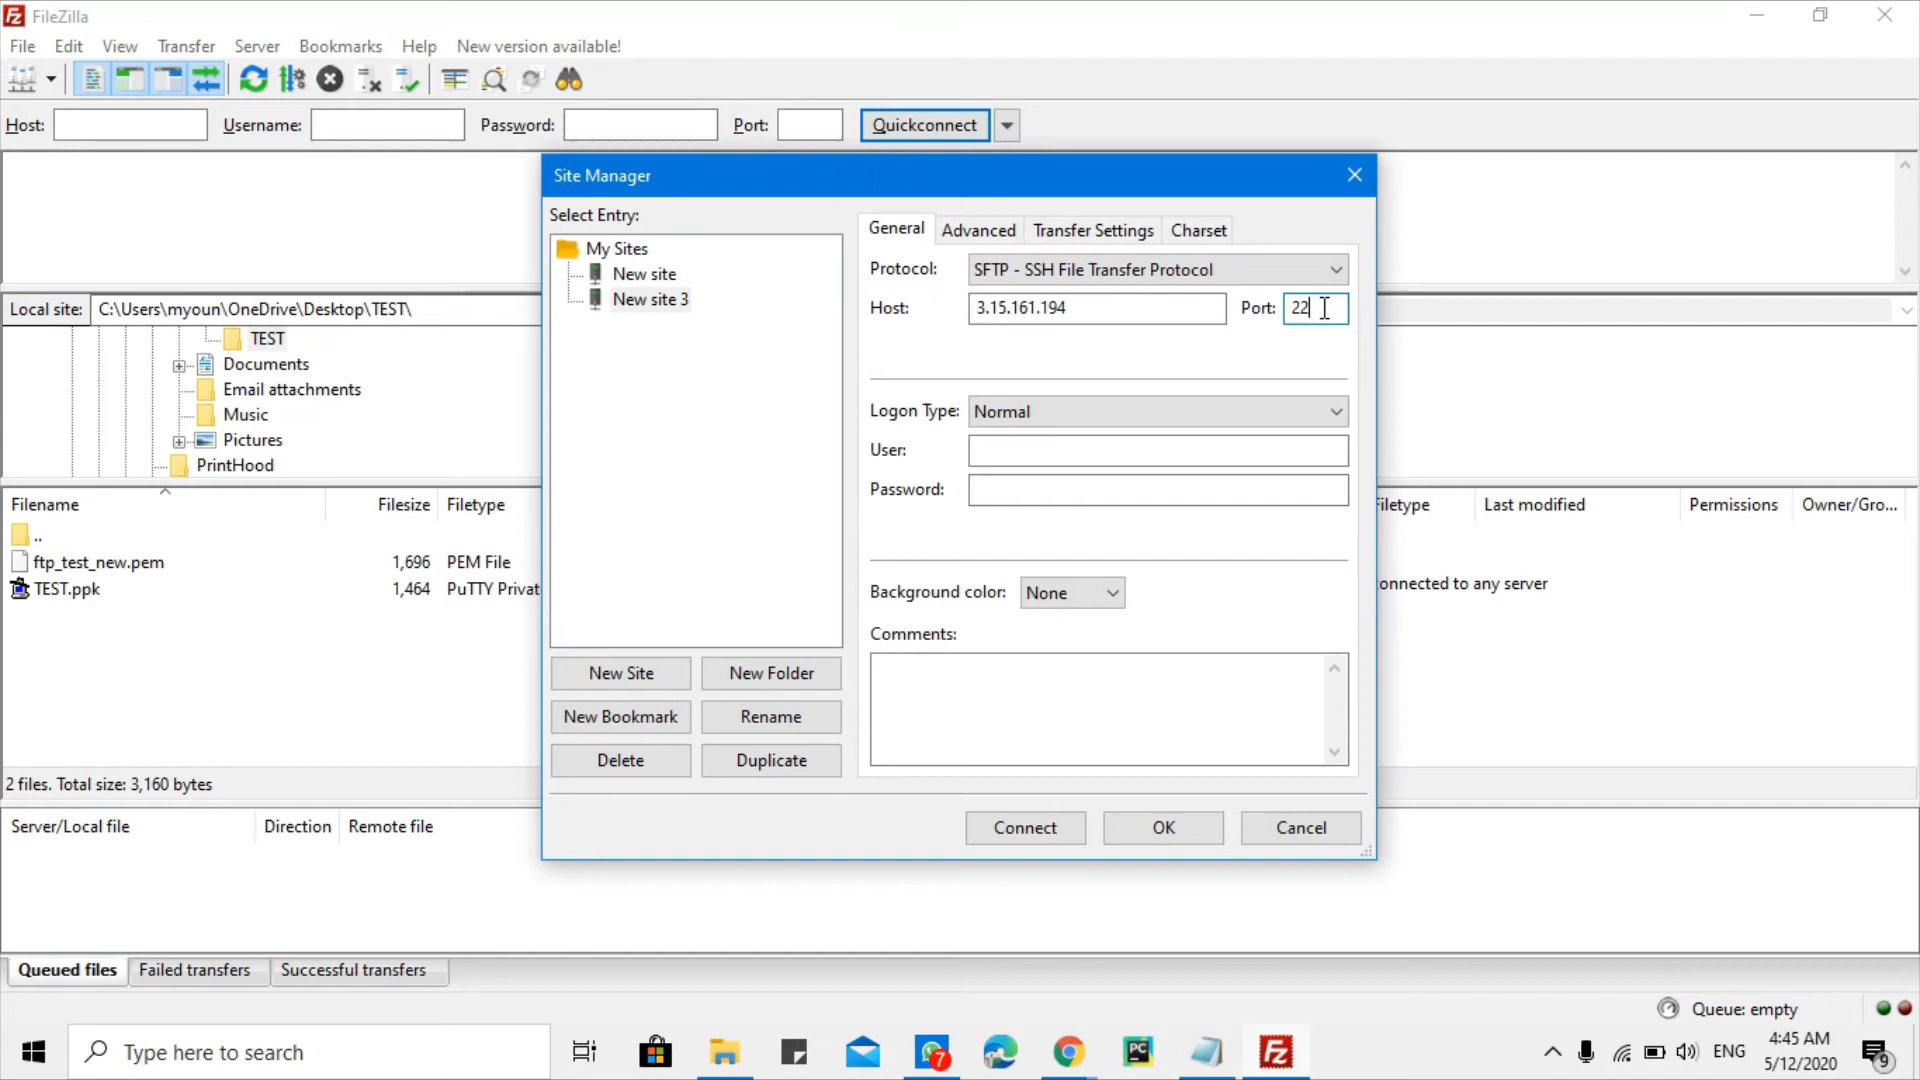 FileZilla
File Edit View Transfer Server Bookmarks Help New version available!
Host: Username: Password: Port: Quickconnect
Site Manager
Select Entry:
My Sites
New site
New site 3
New Site New Folder
New Bookmark Rename
Delete Duplicate
General Advanced Transfer Settings Charset
Protocol: SFTP - SSH File Transfer Protocol
Host: 3.15.161.194 Port: 22
Logon Type: Normal
User:
Password:
Background color: None
Comments:
Connect OK Cancel
Local site: C:\Users\myoun\OneDrive\Desktop\TEST\
TEST
Documents
Email attachments
Music
Pictures
PrintHood
Filename Filesize Filetype
..
ftp_test_new.pem 1,696 PEM File
TEST.ppk 1,464 PuTTY Privat
2 files. Total size: 3,160 bytes
Filetype Last modified Permissions Owner/Gro...
onnected to any server
Server/Local file Direction Remote file
Queued files Failed transfers Successful transfers
Queue: empty
Type here to search
7
PC
ENG
4:45 AM
5/12/2020
9